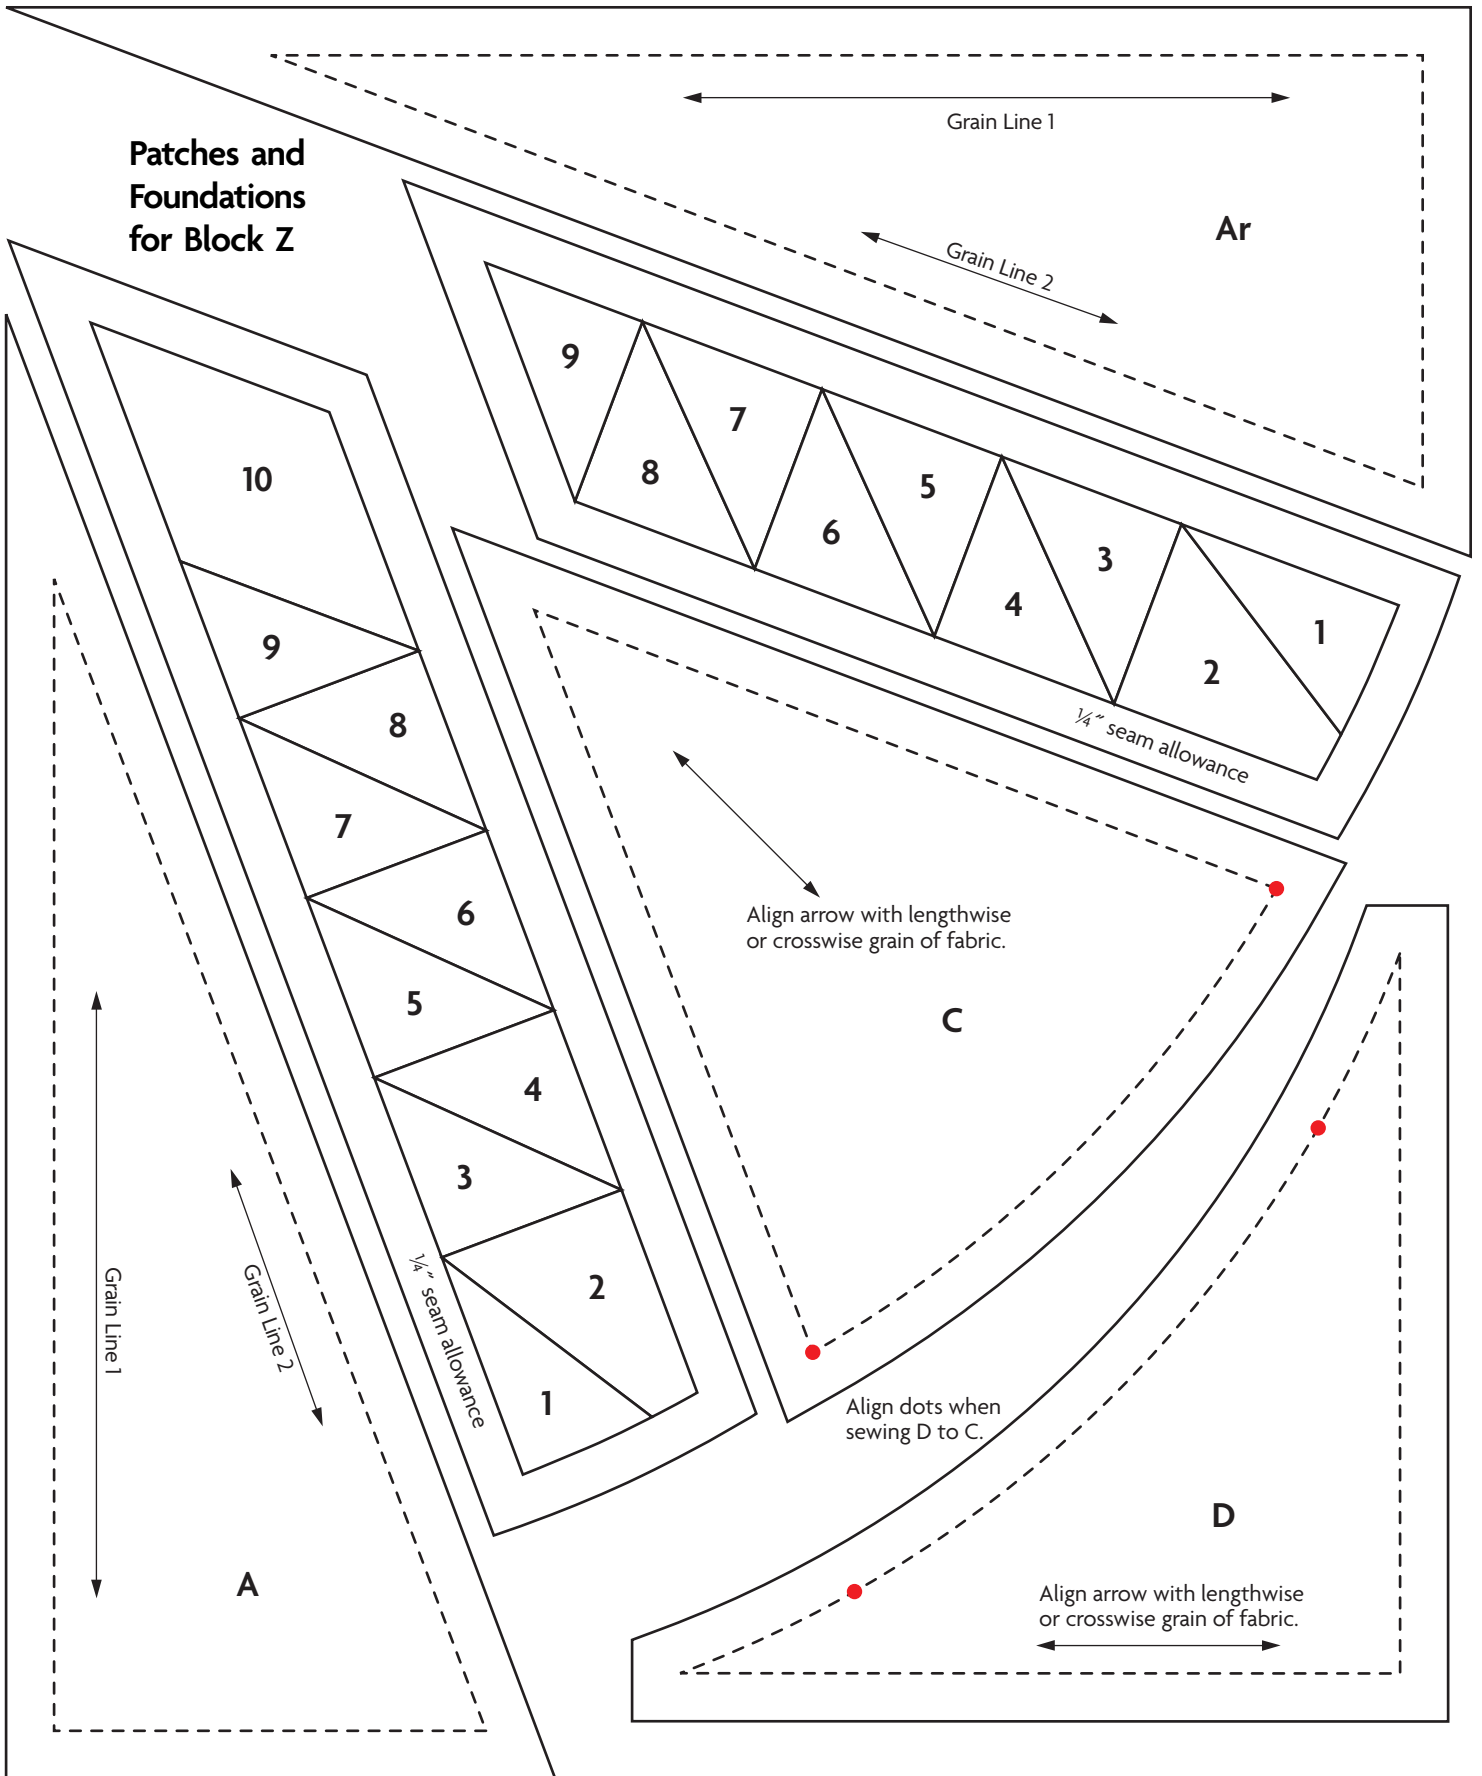 Patches and
Foundations
for Block Z
Grain Line 1
Ar
Grain Line 2
9
7
8
5
6
3
4
1
2
¼″ seam allowance
10
9
8
7
6
5
4
3
2
1
¼″ seam allowance
Align arrow with lengthwise
or crosswise grain of fabric.
C
Grain Line 1
Grain Line 2
A
Align dots when
sewing D to C.
D
Align arrow with lengthwise
or crosswise grain of fabric.